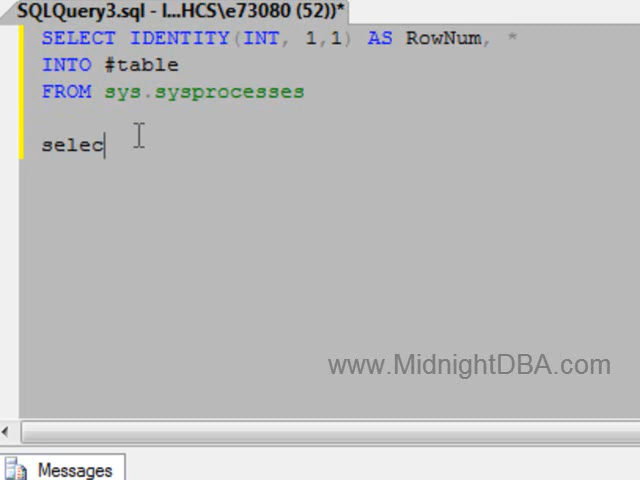 SQLQuery3.sql - l...HCS\e73080 (52))*
SELECT IDENTITY(INT, 1,1) AS RowNum, *
INTO #table
FROM sys.sysprocesses
selec
www.MidnightDBA.com
Messages